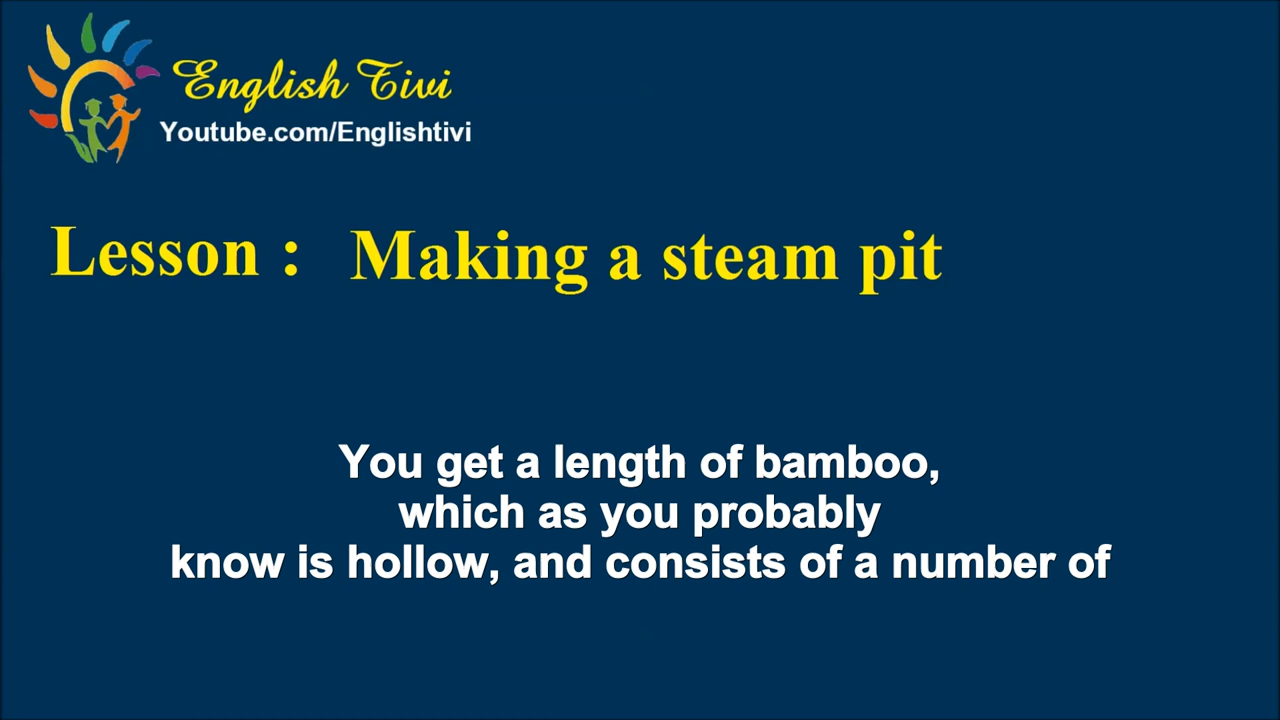 English Tivi
Youtube.com/Englishtivi
Lesson : Making a steam pit
You get a length of bamboo,
which as you probably
know is hollow, and consists of a number of